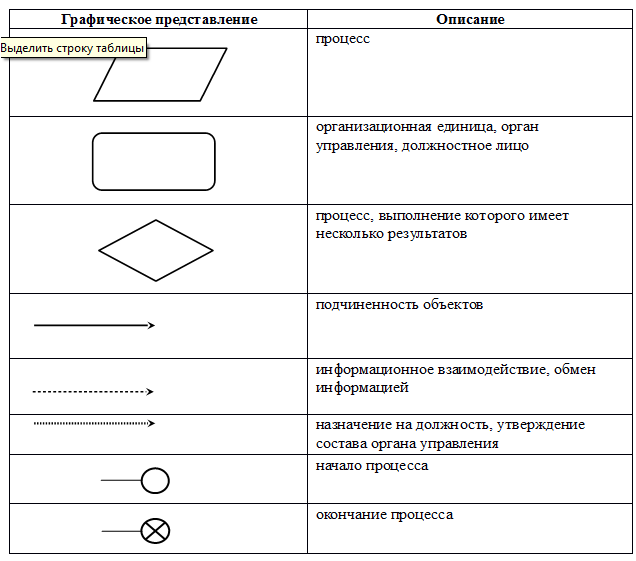 Графическое представление
Описание
Выделить строку таблицы
процесс
организационная единица, орган
управления, должностное лицо
процесс, выполнение которого имеет
несколько результатов
подчиненность объектов
информационное взаимодействие, обмен
информацией
назначение на должность, утверждение
состава органа управления
начало процесса
окончание процесса